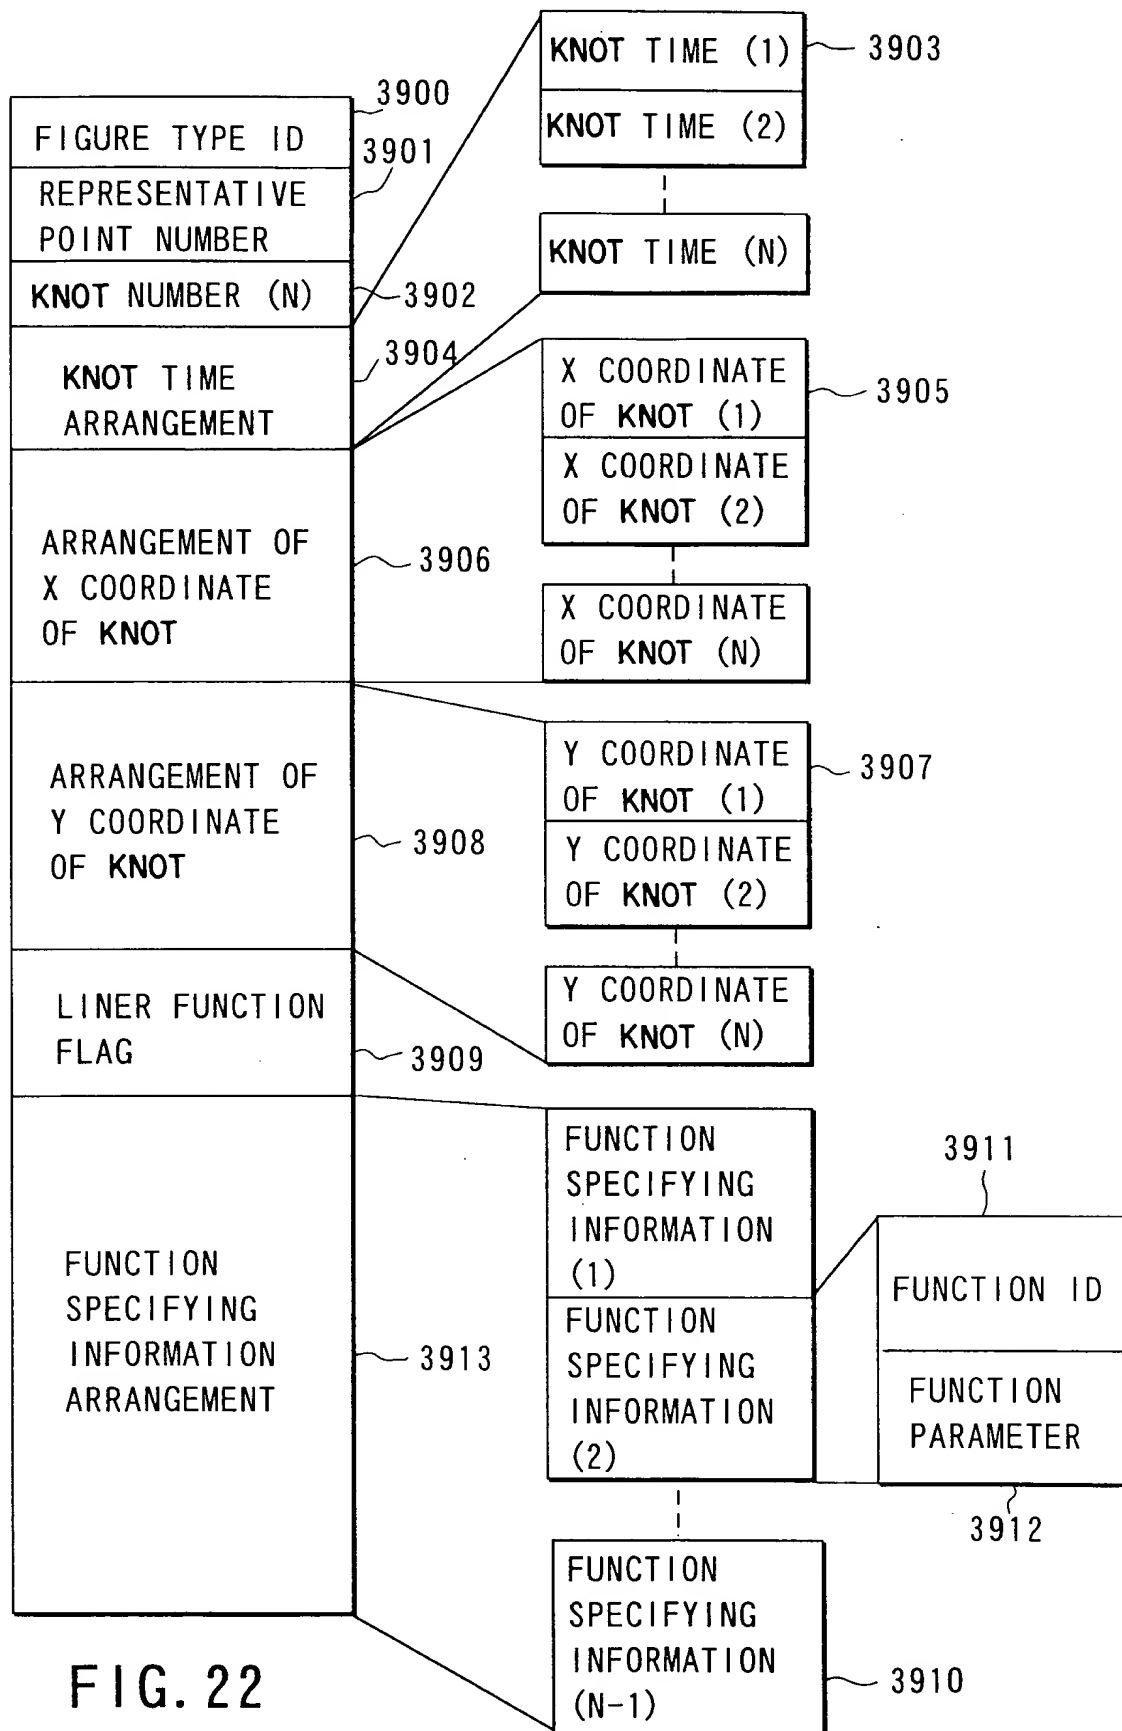 3900
FIGURE TYPE ID
3901
REPRESENTATIVE
POINT NUMBER
KNOT NUMBER (N)
3902
3904
KNOT TIME
ARRANGEMENT
ARRANGEMENT OF
X COORDINATE
OF KNOT
3906
ARRANGEMENT OF
Y COORDINATE
OF KNOT
3908
LINER FUNCTION
FLAG
3909
FUNCTION
SPECIFYING
INFORMATION
ARRANGEMENT
3913
KNOT TIME (1)
3903
KNOT TIME (2)
KNOT TIME (N)
X COORDINATE
OF KNOT (1)
3905
X COORDINATE
OF KNOT (2)
X COORDINATE
OF KNOT (N)
Y COORDINATE
OF KNOT (1)
3907
Y COORDINATE
OF KNOT (2)
Y COORDINATE
OF KNOT (N)
FUNCTION
SPECIFYING
INFORMATION
(1)
FUNCTION
SPECIFYING
INFORMATION
(2)
3911
FUNCTION ID
FUNCTION
PARAMETER
3912
FUNCTION
SPECIFYING
INFORMATION
(N-1)
3910
FIG. 22